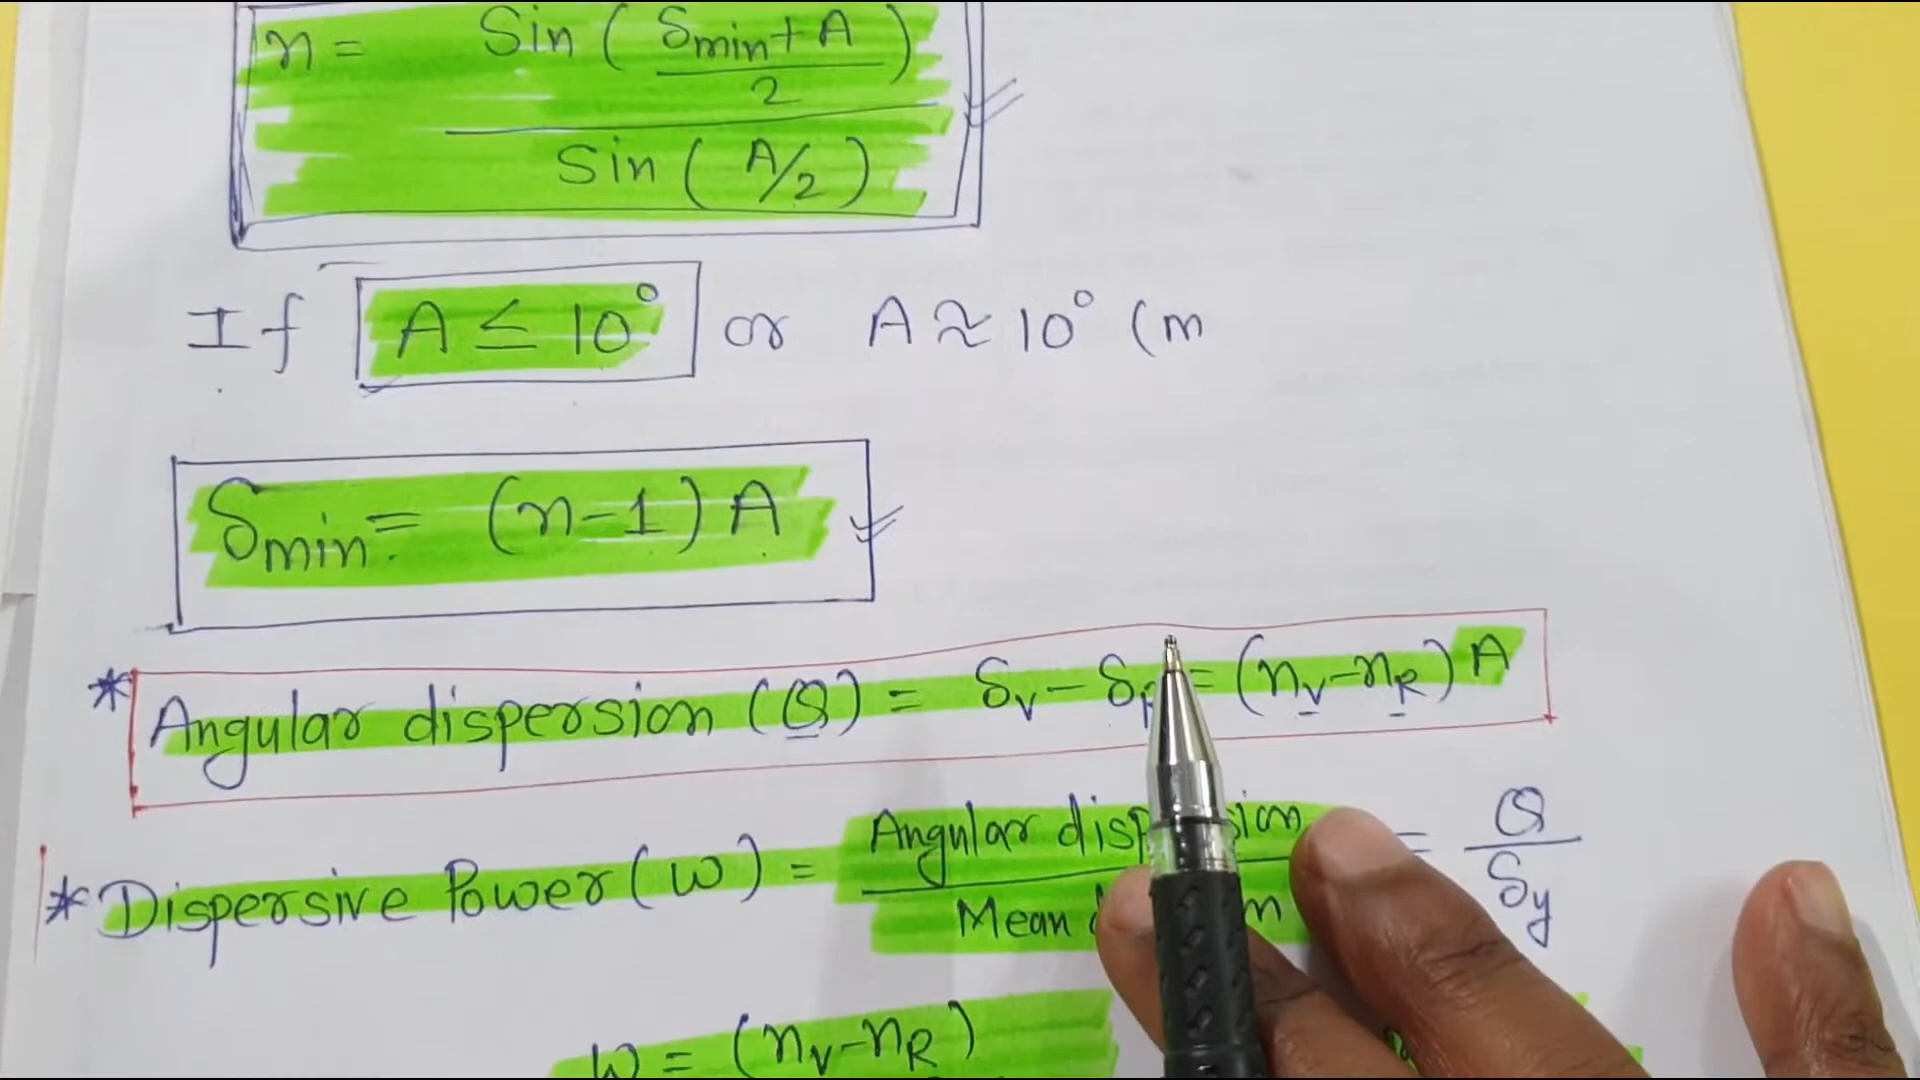 n = Sin ( δmin + A / 2 )
Sin ( A/2 )
If A ≤ 10° or A ≈ 10° (m
δmin = (n-1) A
* Angular dispersion (Q) = δv - δR = (nv - nR) A
* Dispersive Power (ω) = Angular dispersion / Mean = Q / δy
ω = (nv - nR)